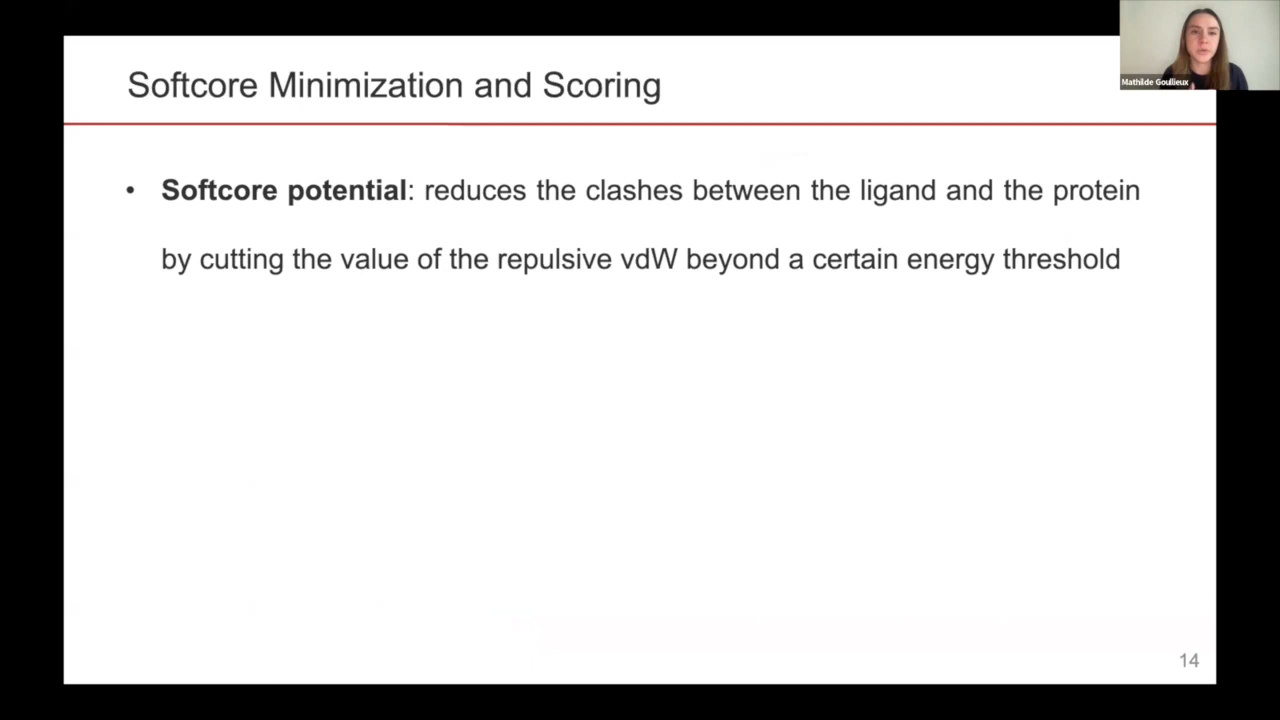 Softcore Minimization and Scoring
Mathilde Goullieux
• Softcore potential: reduces the clashes between the ligand and the protein
by cutting the value of the repulsive vdW beyond a certain energy threshold
14